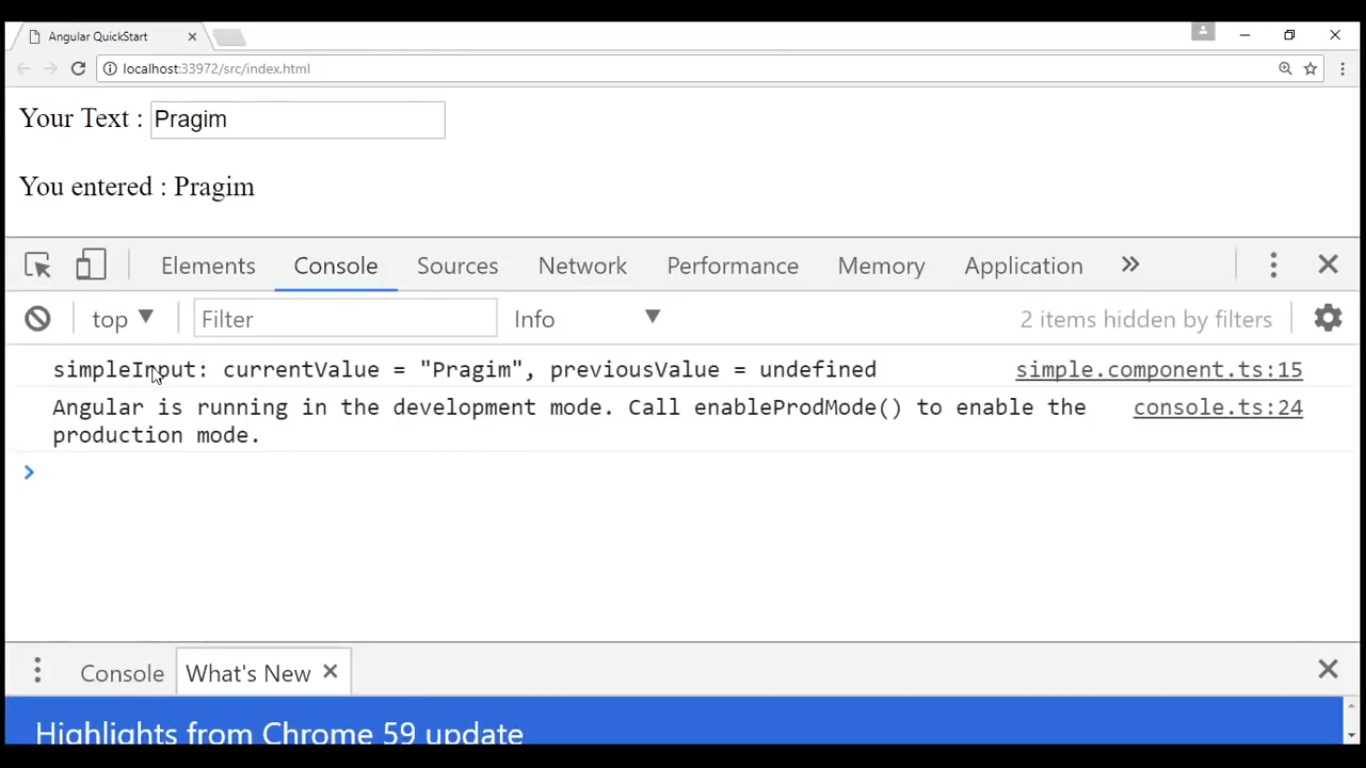 Angular QuickStart
localhost:33972/src/index.html
Your Text : Pragim
You entered : Pragim
Elements Console Sources Network Performance Memory Application
top Filter Info 2 items hidden by filters
simpleInput: currentValue = "Pragim", previousValue = undefined simple.component.ts:15
Angular is running in the development mode. Call enableProdMode() to enable the console.ts:24
production mode.
Console What's New
Highlights from Chrome 59 update